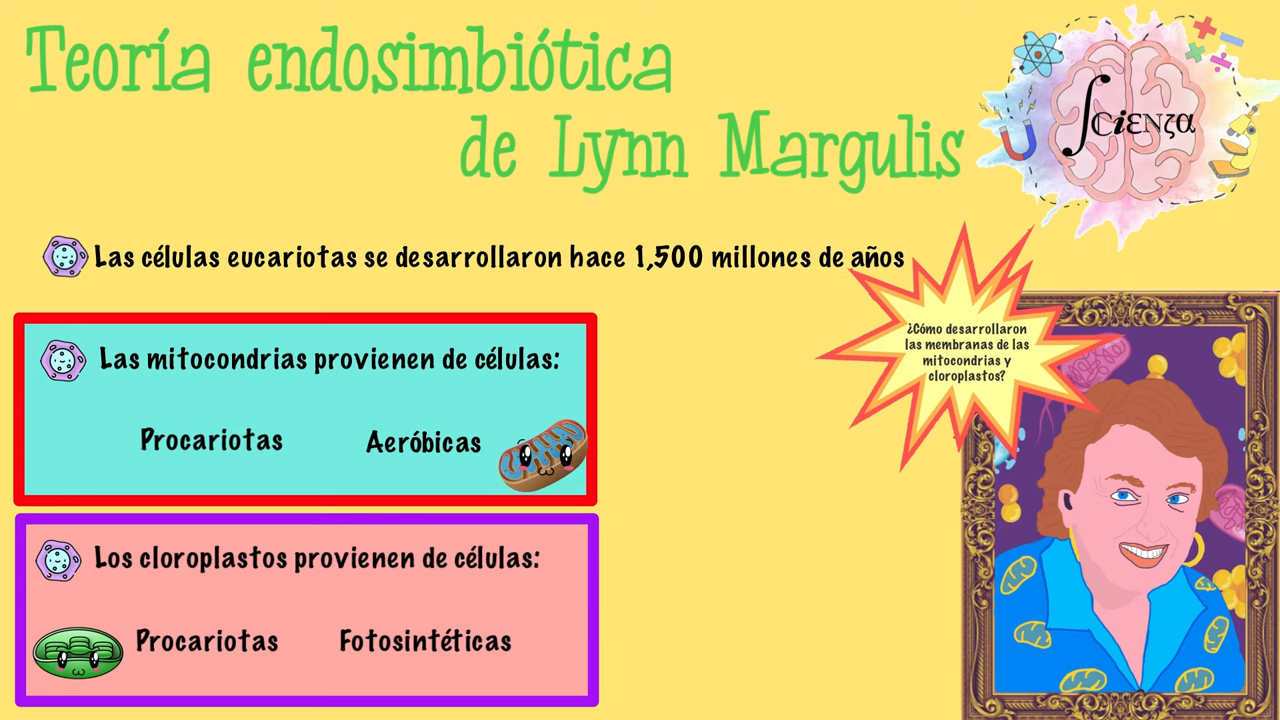 Teoría endosimbiótica
de Lynn Margulis
∫CiENζα
Las células eucariotas se desarrollaron hace 1,500 millones de años
¿Cómo desarrollaron
las membranas de las
mitocondrias y
cloroplastos?
Las mitocondrias provienen de células:
Procariotas Aeróbicas
Los cloroplastos provienen de células:
Procariotas Fotosintéticas